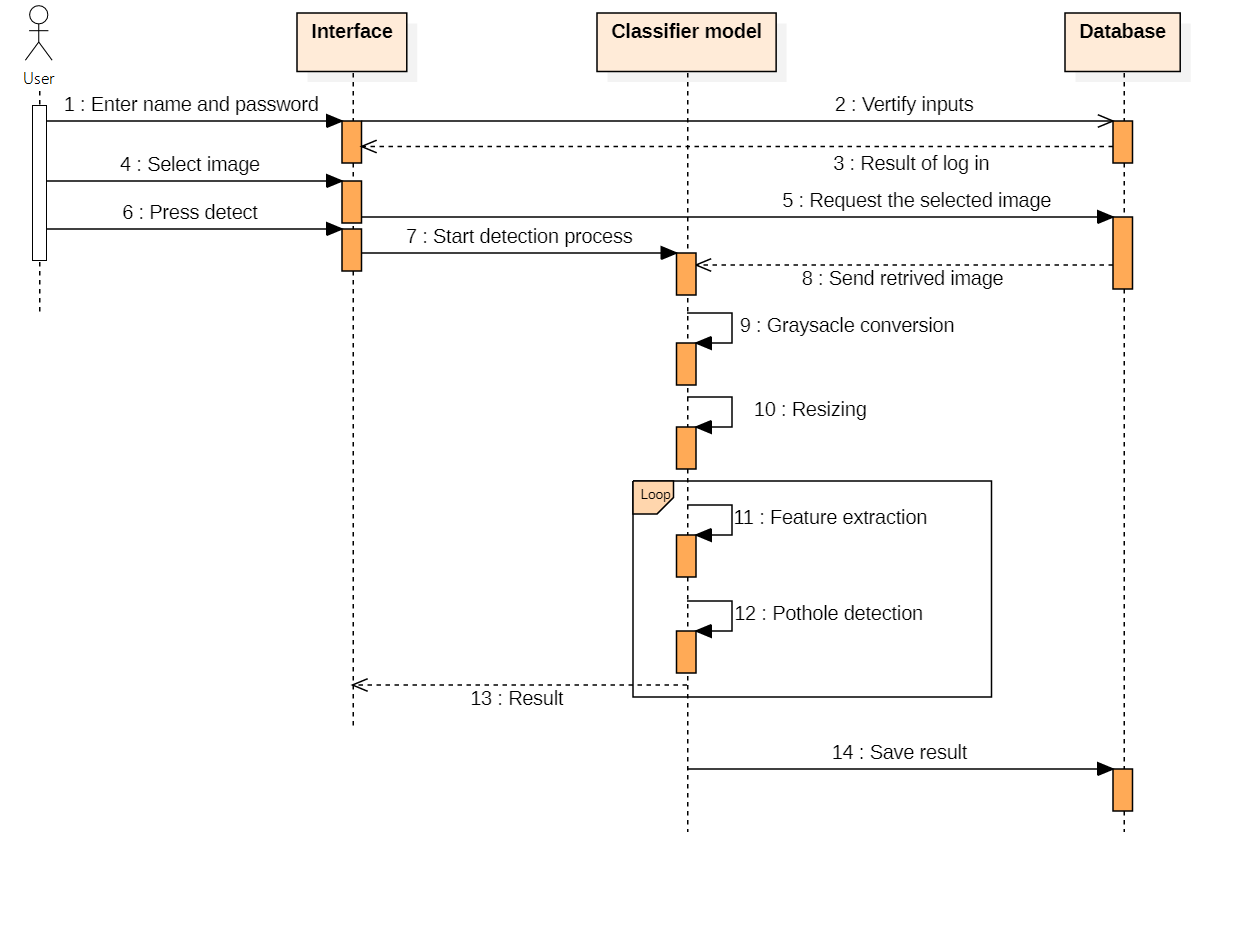 Interface
Classifier model
Database
User
1 : Enter name and password
2 : Vertify inputs
3 : Result of log in
4 : Select image
5 : Request the selected image
6 : Press detect
7 : Start detection process
8 : Send retrived image
9 : Graysacle conversion
10 : Resizing
Loop
11 : Feature extraction
12 : Pothole detection
13 : Result
14 : Save result